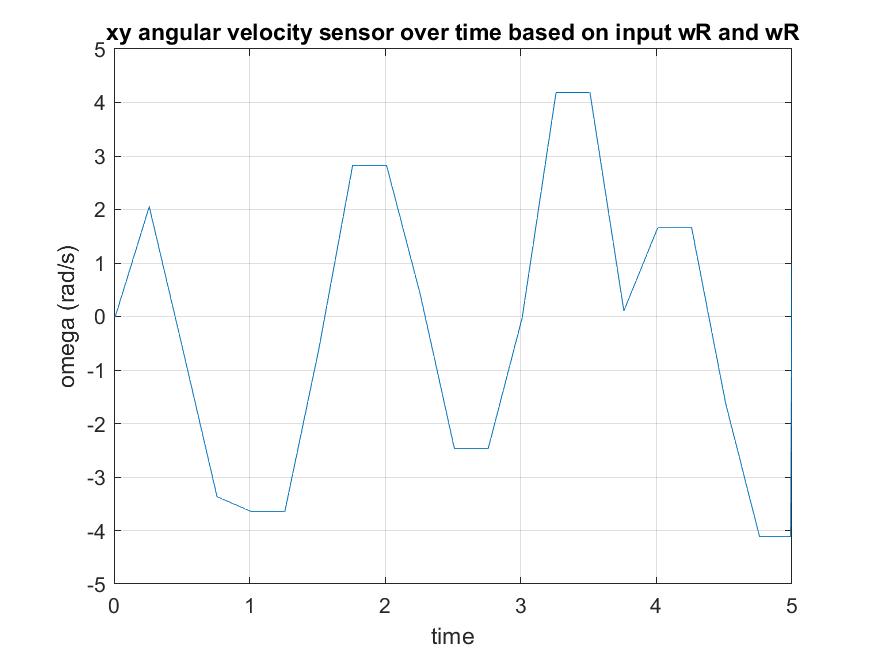 xy angular velocity sensor over time based on input wR and wR
5
4
3
2
1
0
-1
-2
-3
-4
-5
omega (rad/s)
0 1 2 3 4 5
time